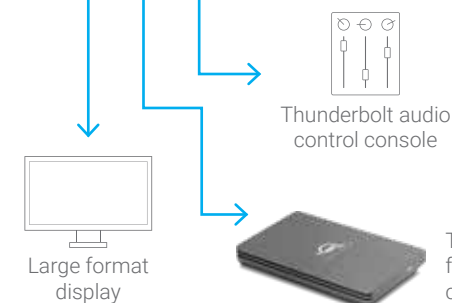 Thunderbolt audio
control console
Large format
display